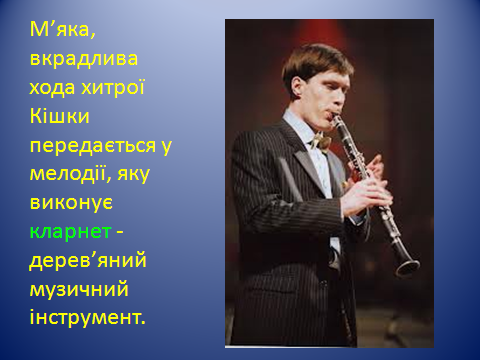 М’яка,
вкрадлива
хода хитрої
Кішки
передається у
мелодії, яку
виконує
кларнет -
дерев’яний
музичний
інструмент.